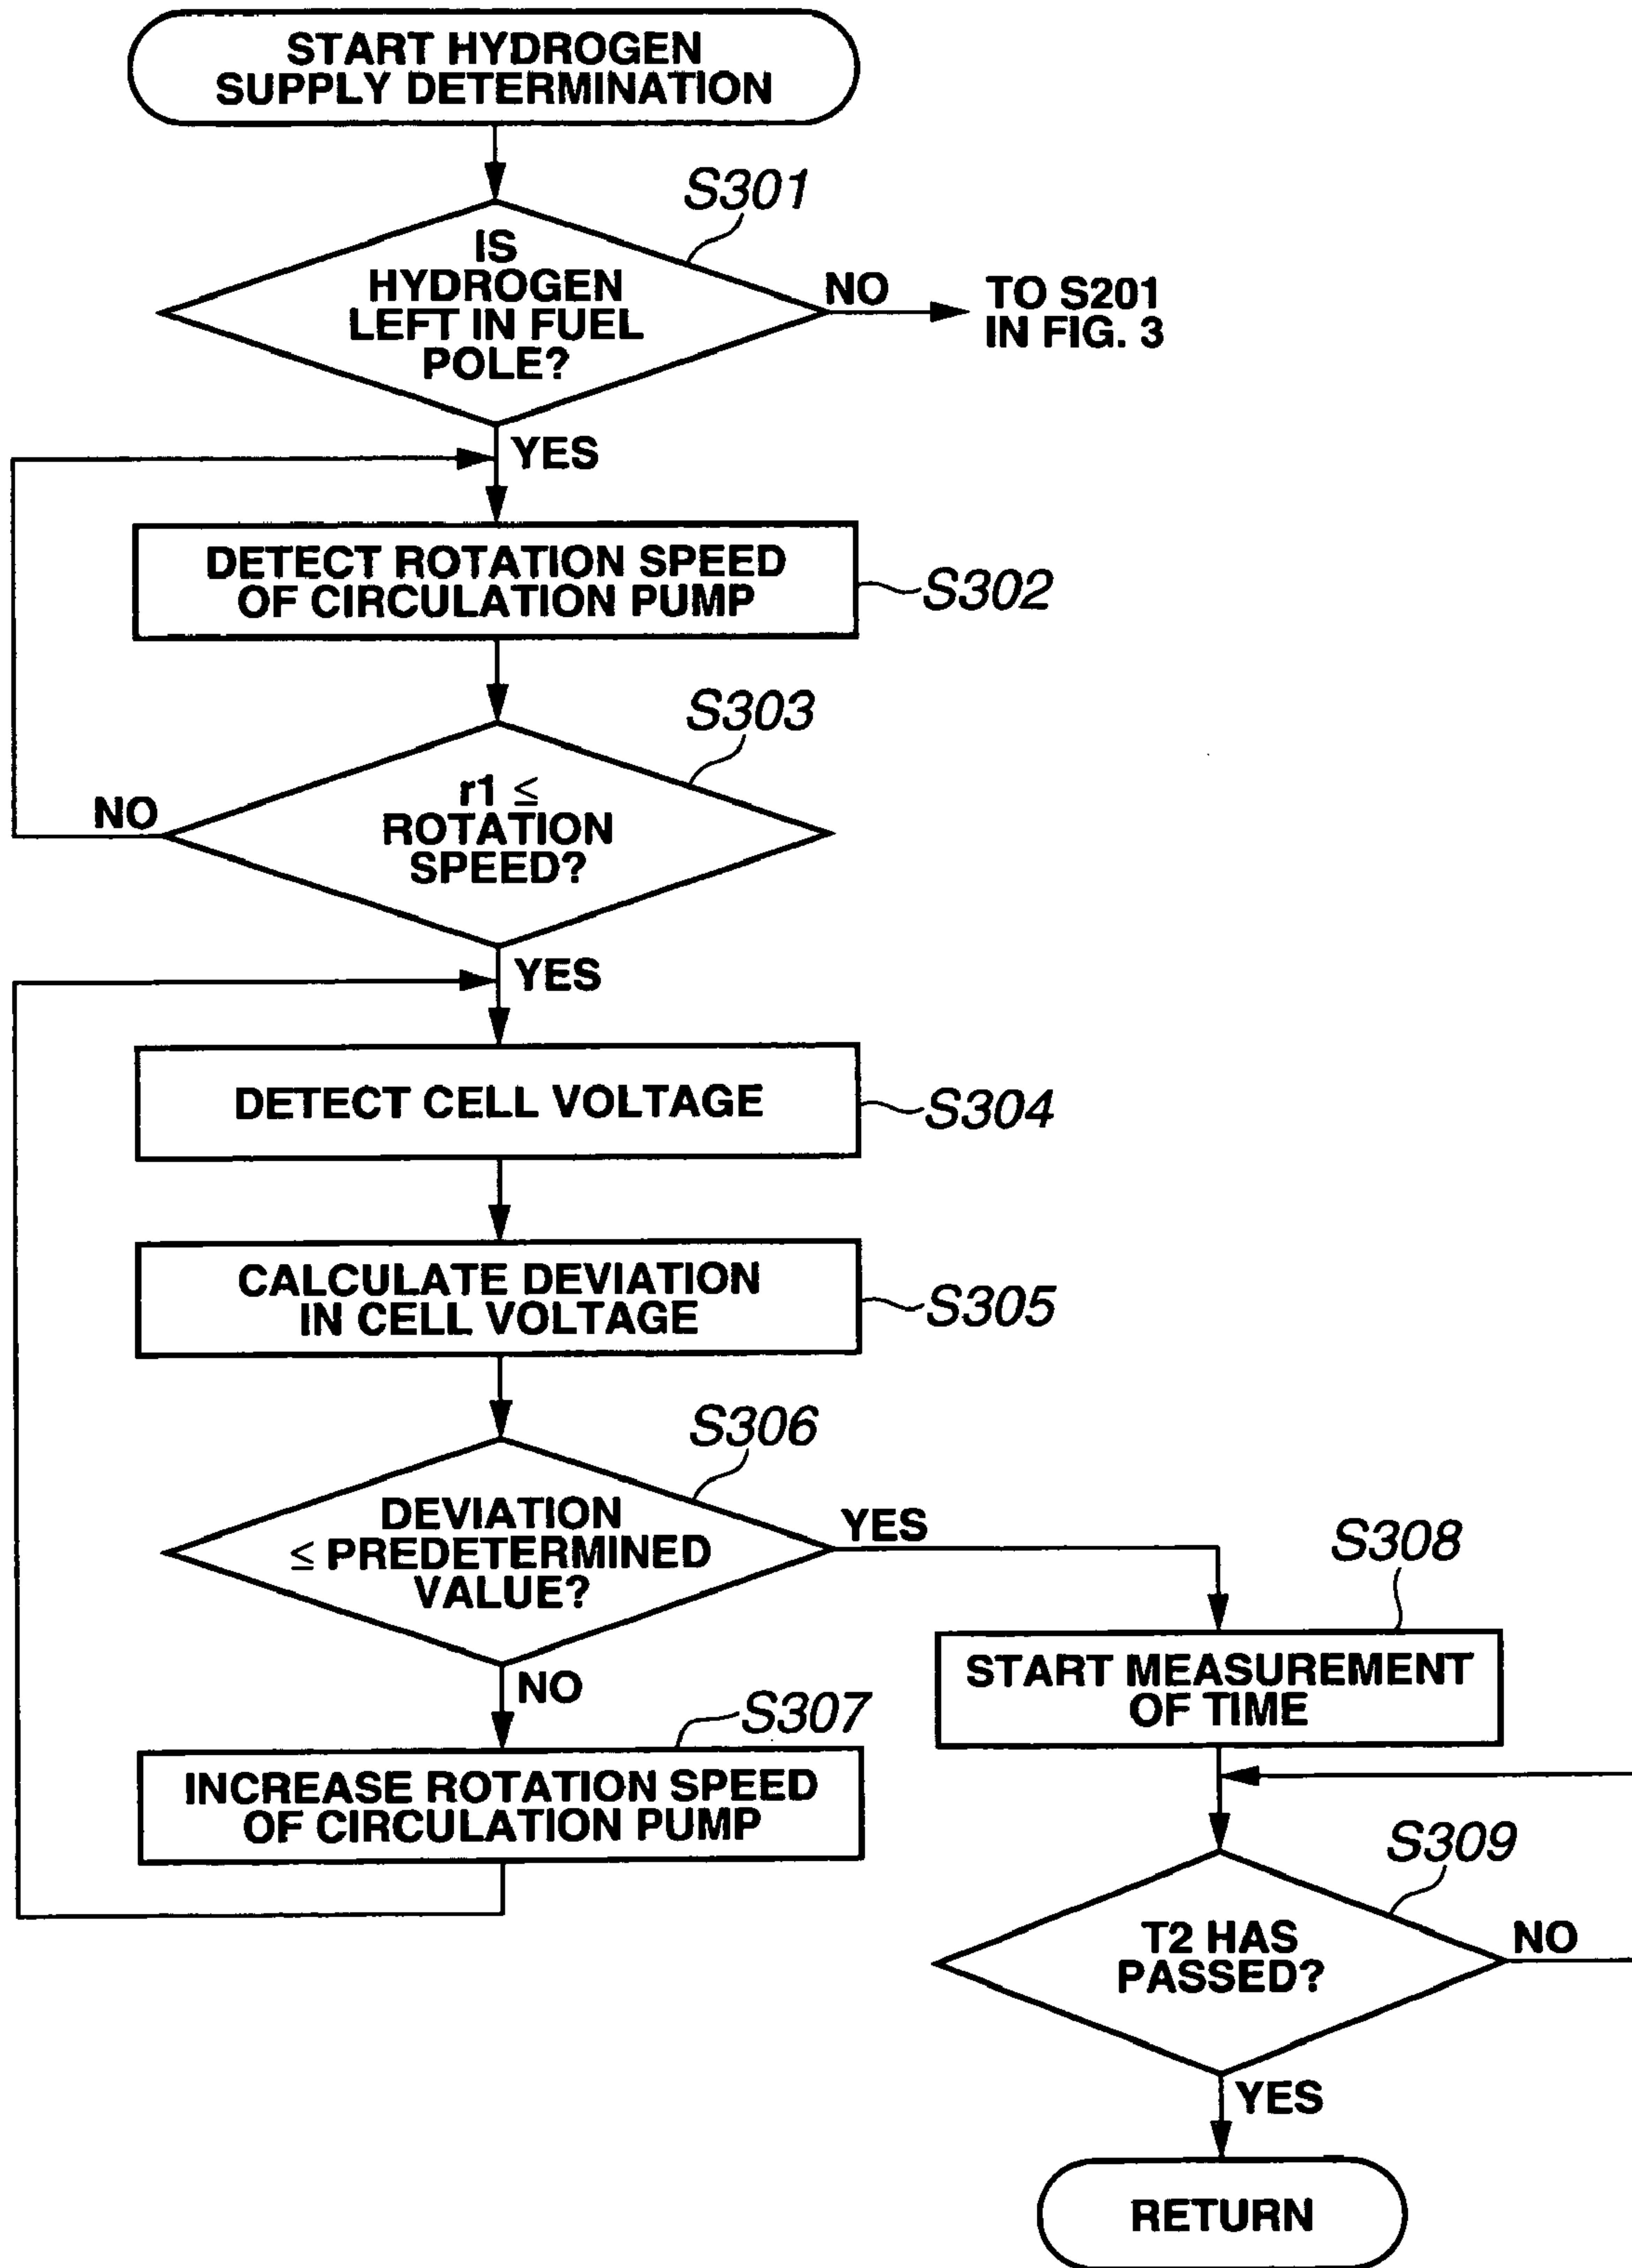 START HYDROGEN
SUPPLY DETERMINATION
S301
IS
HYDROGEN
LEFT IN FUEL
POLE?
NO
TO S201
IN FIG. 3
YES
DETECT ROTATION SPEED
OF CIRCULATION PUMP
S302
S303
r1 ≤
ROTATION
SPEED?
NO
YES
DETECT CELL VOLTAGE
S304
CALCULATE DEVIATION
IN CELL VOLTAGE
S305
S306
DEVIATION
≤ PREDETERMINED
VALUE?
YES
NO
S307
INCREASE ROTATION SPEED
OF CIRCULATION PUMP
S308
START MEASUREMENT
OF TIME
S309
T2 HAS
PASSED?
NO
YES
RETURN